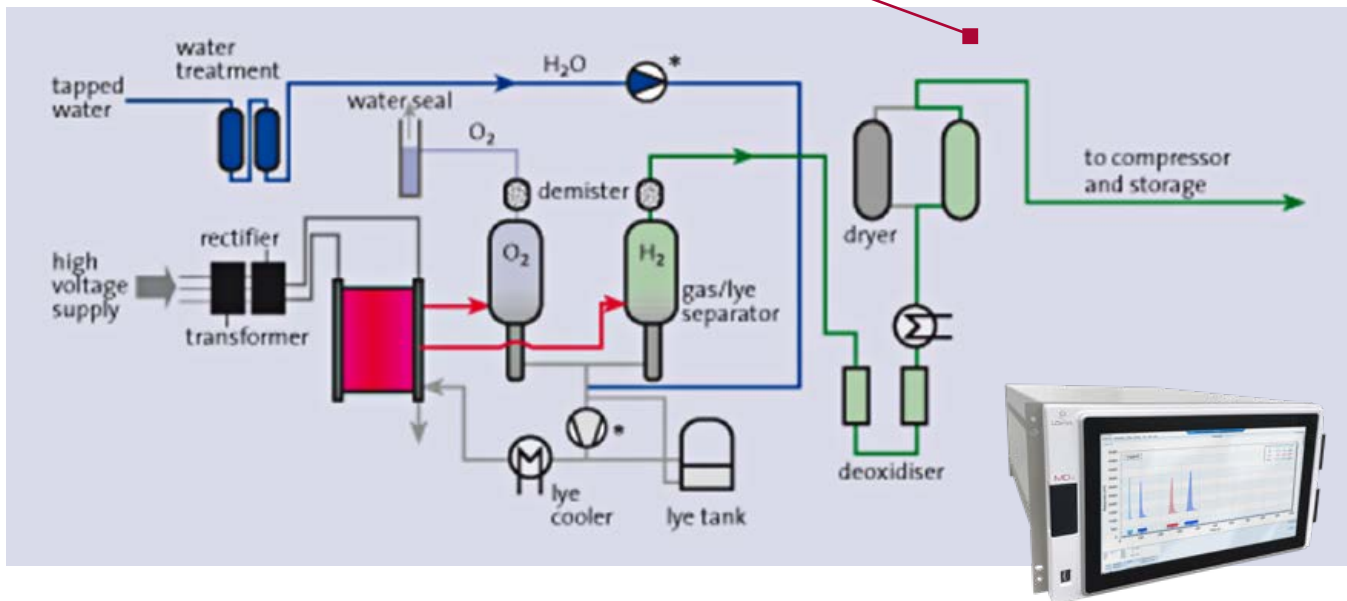 water
treatment
tapped
water
H₂O
*
water seal
O₂
demister
O₂
H₂
gas/lye
separator
rectifier
high
voltage
supply
transformer
lye
cooler
*
lye tank
dryer
deoxidiser
to compressor
and storage